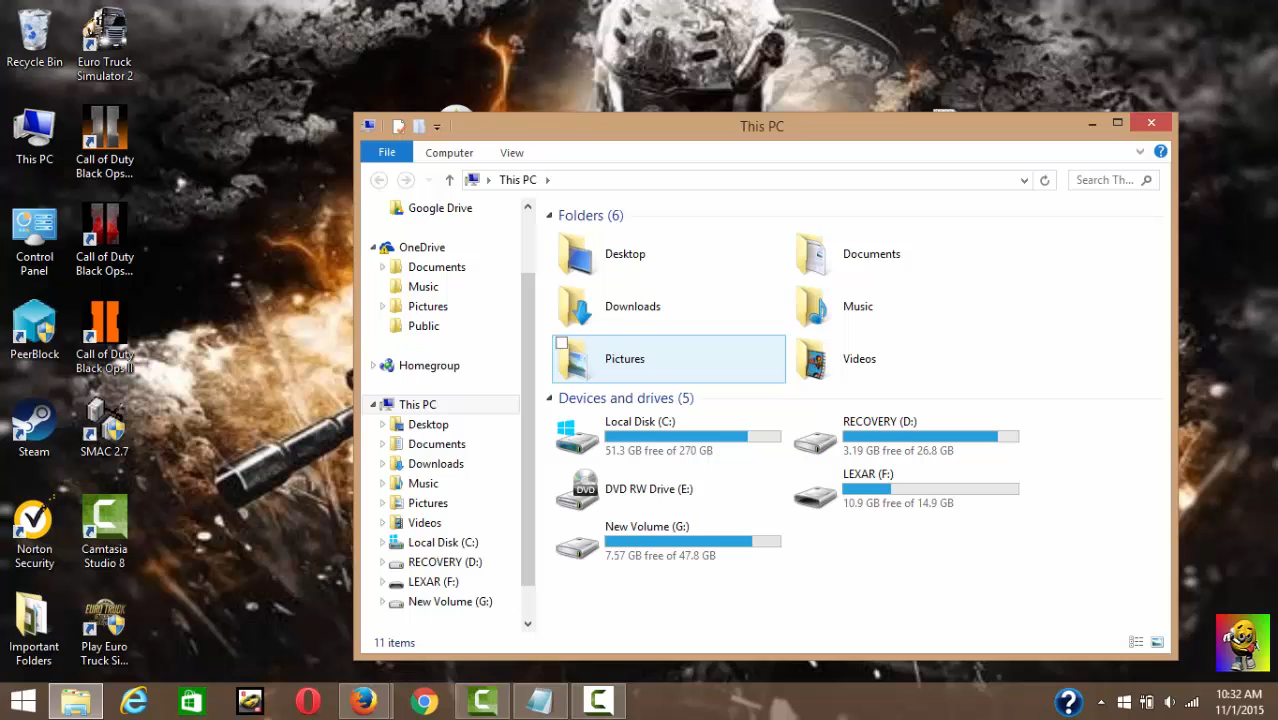 Recycle Bin
Euro Truck
Simulator 2
This PC
Call of Duty
Black Ops...
Control
Panel
Call of Duty
Black Ops...
PeerBlock
Call of Duty
Black Ops II
Steam
SMAC 2.7
Norton
Security
Camtasia
Studio 8
Important
Folders
Play Euro
Truck Si...
This PC
File
Computer
View
This PC
Search Th...
Google Drive
OneDrive
Documents
Music
Pictures
Public
Homegroup
This PC
Desktop
Documents
Downloads
Music
Pictures
Videos
Local Disk (C:)
RECOVERY (D:)
LEXAR (F:)
New Volume (G:)
Folders (6)
Desktop
Documents
Downloads
Music
Pictures
Videos
Devices and drives (5)
Local Disk (C:)
51.3 GB free of 270 GB
RECOVERY (D:)
3.19 GB free of 26.8 GB
DVD
DVD RW Drive (E:)
LEXAR (F:)
10.9 GB free of 14.9 GB
New Volume (G:)
7.57 GB free of 47.8 GB
11 items
10:32 AM
11/1/2015